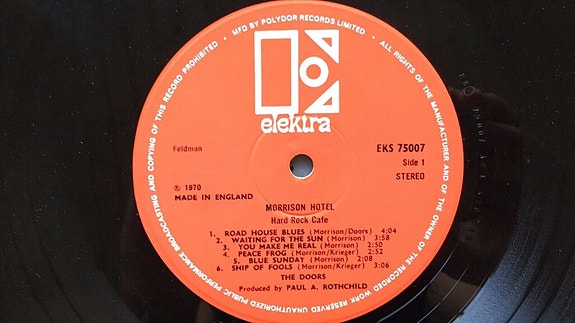 MFD BY POLYDOR RECORDS LIMITED • ALL RIGHTS OF THE MANUFACTURER AND OF THE OWNER OF THE RECORDED WORK RESERVED UNAUTHORIZED PUBLIC PERFORMANCE BROADCASTING AND COPYING OF THIS RECORD PROHIBITED •
elektra
Feldman
EKS 75007
Side 1
STEREO
℗ 1970
MADE IN ENGLAND
MORRISON HOTEL
Hard Rock Cafe
1. ROAD HOUSE BLUES (Morrison/Doors) 4:04
2. WAITING FOR THE SUN (Morrison) 3:58
3. YOU MAKE ME REAL (Morrison) 2:50
4. PEACE FROG (Morrison/Krieger) 2:52
5. BLUE SUNDAY (Morrison) 2:08
6. SHIP OF FOOLS (Morrison/Krieger) 3:06
THE DOORS
Produced by PAUL A. ROTHCHILD